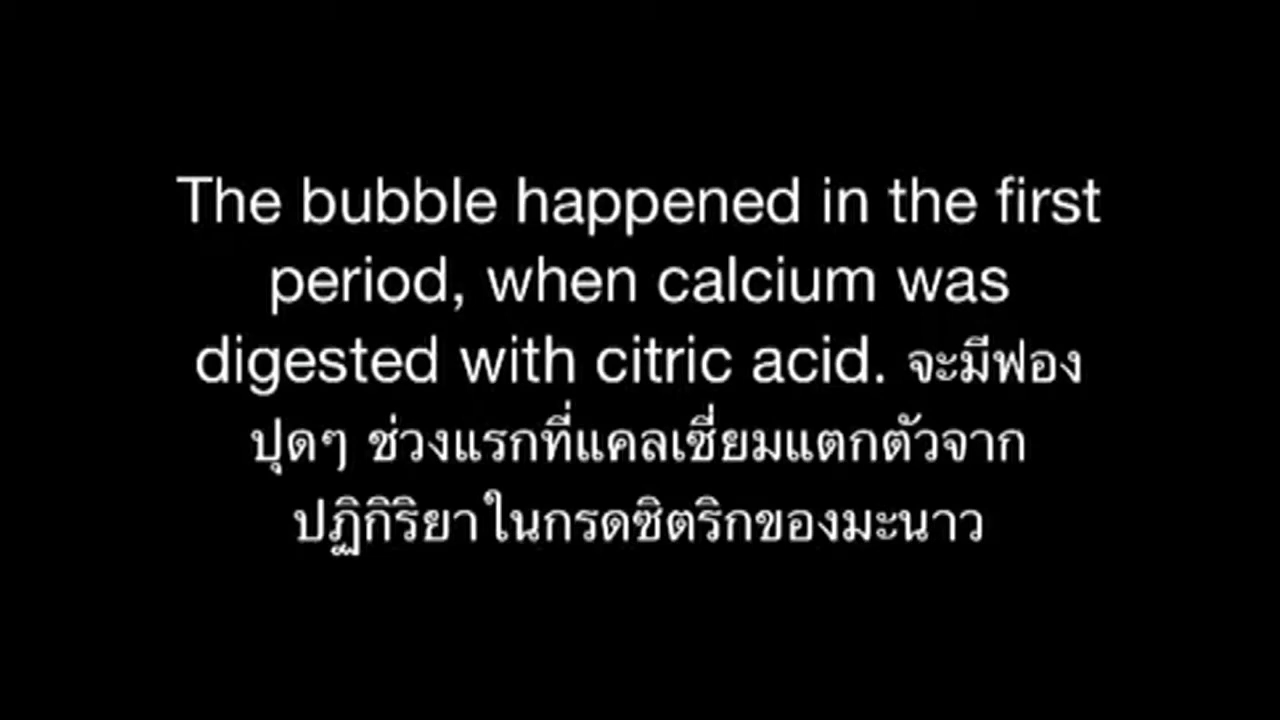 The bubble happened in the first
period, when calcium was
digested with citric acid. จะมีฟอง
ปุดๆ ช่วงแรกที่แคลเซี่ยมแตกตัวจาก
ปฏิกิริยาในกรดซิตริกของมะนาว